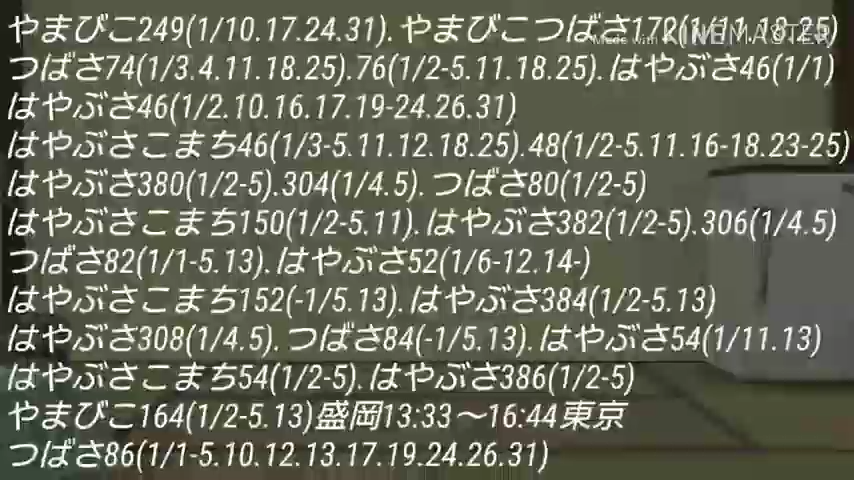 やまびこ249(1/10.17.24.31). やまびこつばさ172(1/11.18.25)
Made with KINEMASTER
つばさ74(1/3.4.11.18.25).76(1/2-5.11.18.25). はやぶさ46(1/1)
はやぶさ46(1/2.10.16.17.19-24.26.31)
はやぶさこまち46(1/3-5.11.12.18.25).48(1/2-5.11.16-18.23-25)
はやぶさ380(1/2-5).304(1/4.5). つばさ80(1/2-5)
はやぶさこまち150(1/2-5.11). はやぶさ382(1/2-5).306(1/4.5)
つばさ82(1/1-5.13). はやぶさ52(1/6-12.14-)
はやぶさこまち152(-1/5.13). はやぶさ384(1/2-5.13)
はやぶさ308(1/4.5). つばさ84(-1/5.13). はやぶさ54(1/11.13)
はやぶさこまち54(1/2-5). はやぶさ386(1/2-5)
やまびこ164(1/2-5.13)盛岡13:33〜16:44東京
つばさ86(1/1-5.10.12.13.17.19.24.26.31)